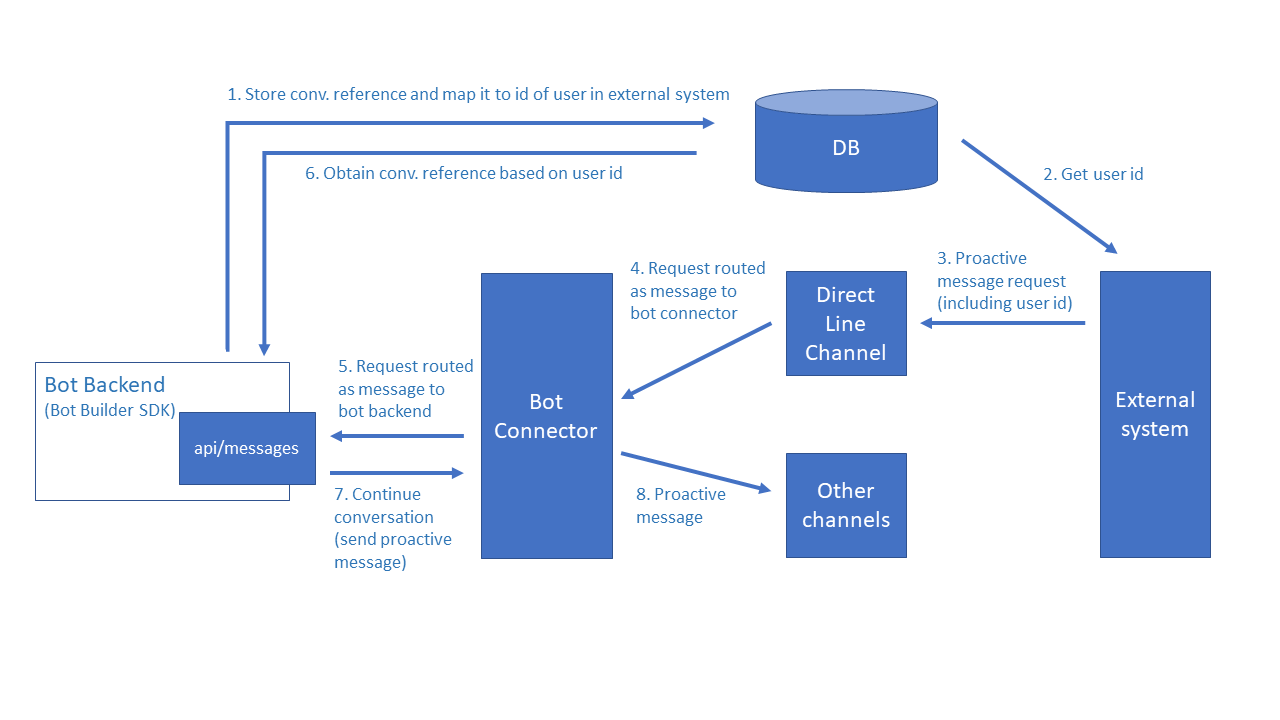 1. Store conv. reference and map it to id of user in external system
DB
6. Obtain conv. reference based on user id
2. Get user id
3. Proactive
message request
(including user id)
4. Request routed
as message to
bot connector
Direct
Line
Channel
5. Request routed
as message to
bot backend
Bot Backend
(Bot Builder SDK)
api/messages
Bot
Connector
External
system
7. Continue
conversation
(send proactive
message)
8. Proactive
message
Other
channels